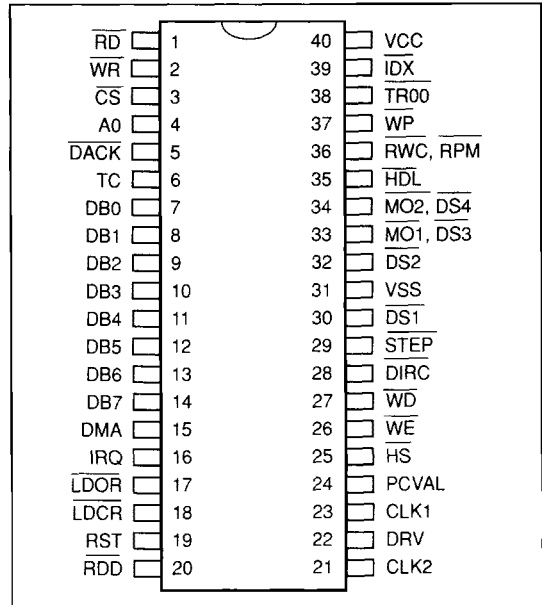 RD 1 40 VCC
WR 2 39 IDX
CS 3 38 TR00
A0 4 37 WP
DACK 5 36 RWC, RPM
TC 6 35 HDL
DB0 7 34 MO2, DS4
DB1 8 33 MO1, DS3
DB2 9 32 DS2
DB3 10 31 VSS
DB4 11 30 DS1
DB5 12 29 STEP
DB6 13 28 DIRC
DB7 14 27 WD
DMA 15 26 WE
IRQ 16 25 HS
LDOR 17 24 PCVAL
LDCR 18 23 CLK1
RST 19 22 DRV
RDD 20 21 CLK2